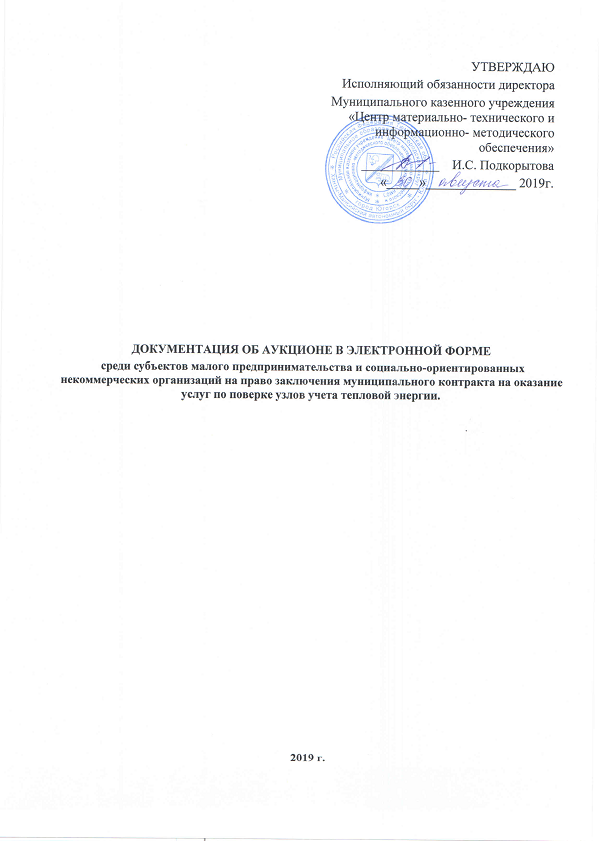 УТВЕРЖДАЮ
Исполняющий обязанности директора
Муниципального казенного учреждения
«Центр материально- технического и
информационно- методического
обеспечения»
И.С. Подкорытова
«30» августа 2019г.
ДОКУМЕНТАЦИЯ ОБ АУКЦИОНЕ В ЭЛЕКТРОННОЙ ФОРМЕ
среди субъектов малого предпринимательства и социально-ориентированных
некоммерческих организаций на право заключения муниципального контракта на оказание
услуг по поверке узлов учета тепловой энергии.
2019 г.